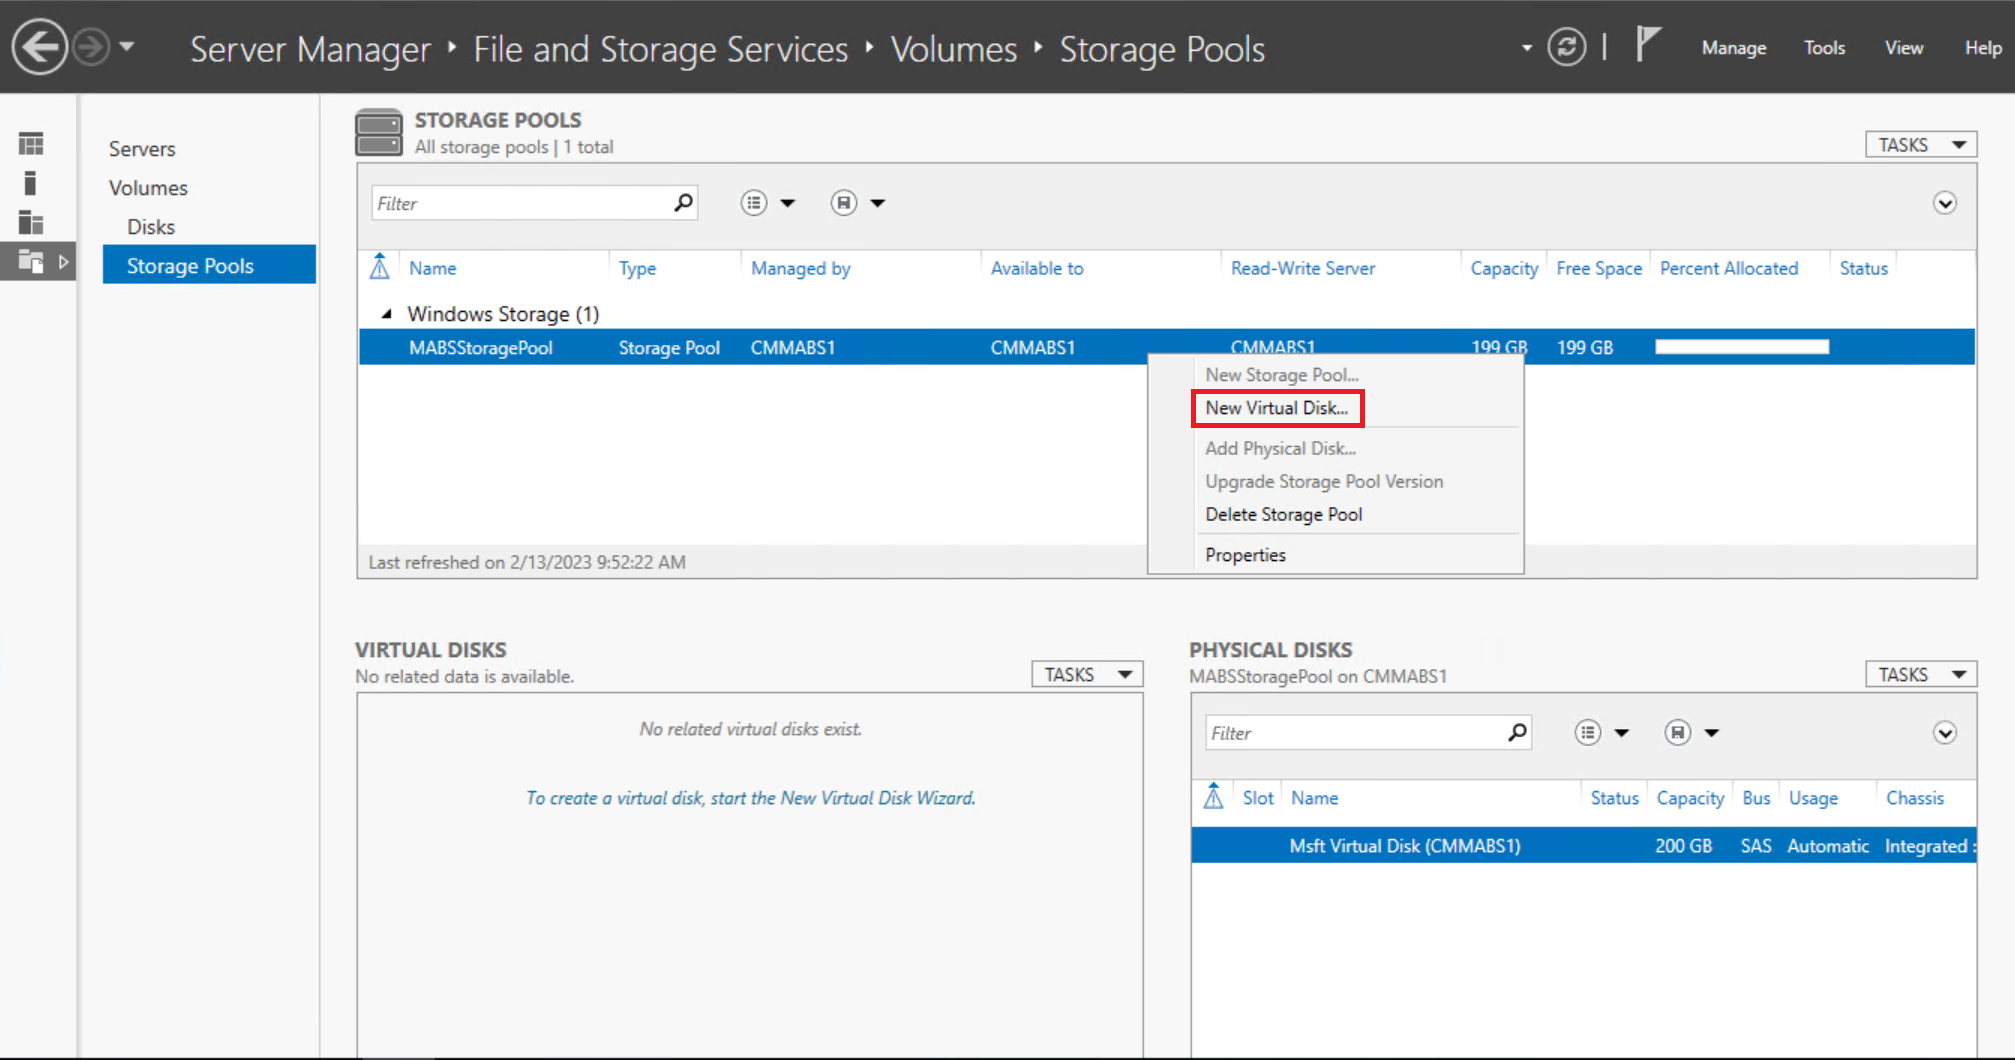 Server Manager ‣ File and Storage Services ‣ Volumes ‣ Storage Pools
Manage Tools View Help
Servers
Volumes
Disks
Storage Pools
STORAGE POOLS
All storage pools | 1 total
TASKS
Filter
Name Type Managed by Available to Read-Write Server Capacity Free Space Percent Allocated Status
Windows Storage (1)
MABSStoragePool Storage Pool CMMABS1 CMMABS1 CMMABS1 199 GB 199 GB
New Storage Pool...
New Virtual Disk...
Add Physical Disk...
Upgrade Storage Pool Version
Delete Storage Pool
Properties
Last refreshed on 2/13/2023 9:52:22 AM
VIRTUAL DISKS
No related data is available.
TASKS
No related virtual disks exist.
To create a virtual disk, start the New Virtual Disk Wizard.
PHYSICAL DISKS
MABSStoragePool on CMMABS1
TASKS
Filter
Slot Name Status Capacity Bus Usage Chassis
Msft Virtual Disk (CMMABS1) 200 GB SAS Automatic Integrated :